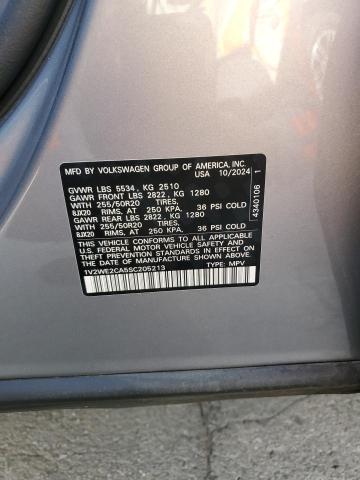 MFD BY VOLKSWAGEN GROUP OF AMERICA, INC.
USA 10/2024
GVWR LBS 5534, KG 2510
GAWR FRONT LBS 2822, KG 1280
WITH 255/50R20 TIRES,
8JX20 RIMS, AT 250 KPA, 36 PSI COLD
GAWR REAR LBS 2822, KG 1280
WITH 255/50R20 TIRES,
8JX20 RIMS, AT 250 KPA, 36 PSI COLD
THIS VEHICLE CONFORMS TO ALL APPLICABLE
U.S. FEDERAL MOTOR VEHICLE SAFETY AND
THEFT PREVENTION STANDARDS IN EFFECT ON THE
DATE OF MANUFACTURE SHOWN ABOVE.
1V2WE2CA5SC205213 TYPE: MPV
4340106 1